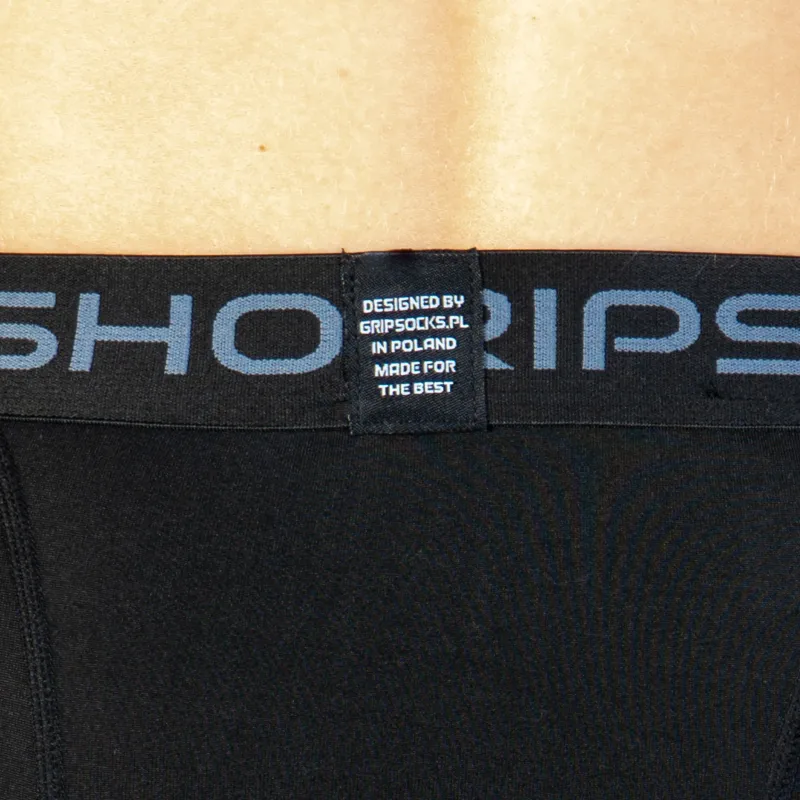 SHO RIPS
DESIGNED BY
GRIPSOCKS.PL
IN POLAND
MADE FOR
THE BEST